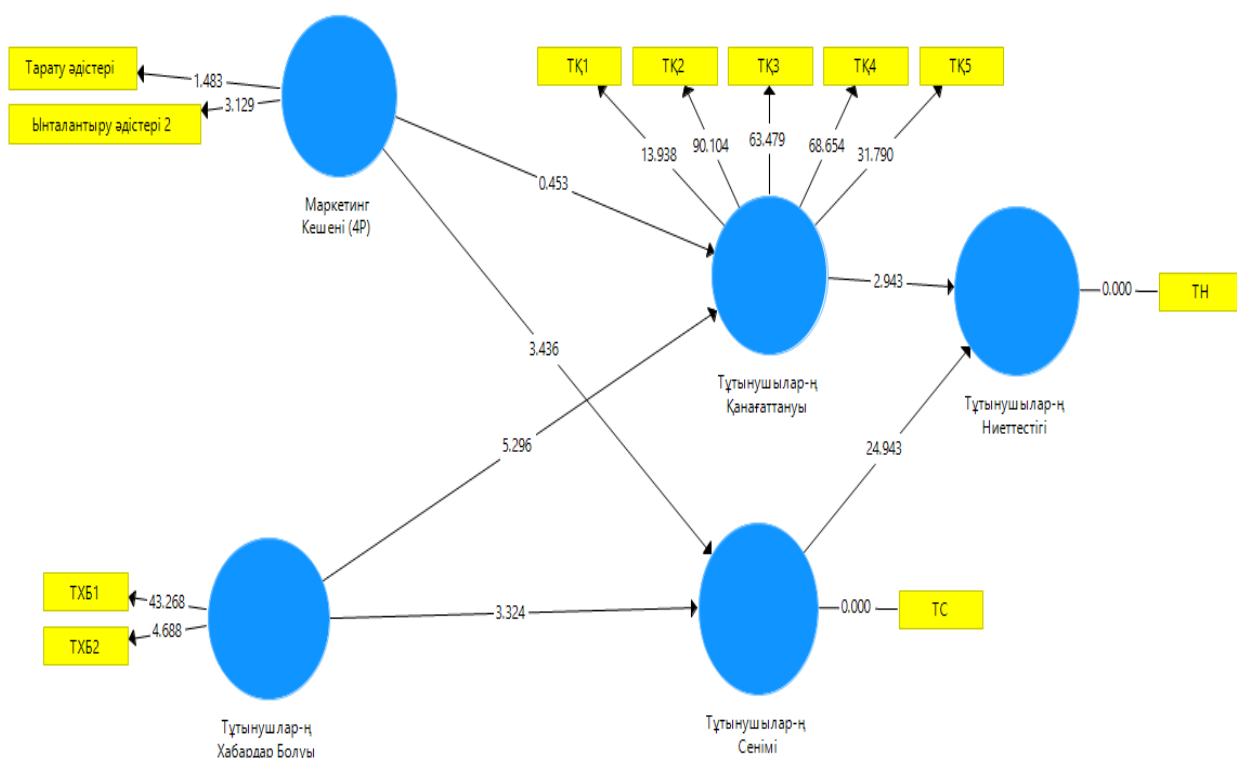 Тарату әдістері
Ынталантыру әдістері 2
1.483
3.129
Маркетинг
Кешені (4P)
ТҚ1
ТҚ2
ТҚ3
ТҚ4
ТҚ5
13.938
90.104
63.479
68.654
31.790
0.453
3.436
Тұтынушылар-ң
Қанағаттануы
2.943
Тұтынушылар-ң
Ниеттестігі
0.000
ТН
5.296
24.943
ТХБ1
ТХБ2
43.268
4.688
Тұтынушлар-ң
Хабардар Болуы
3.324
Тұтынушылар-ң
Сенімі
0.000
ТС